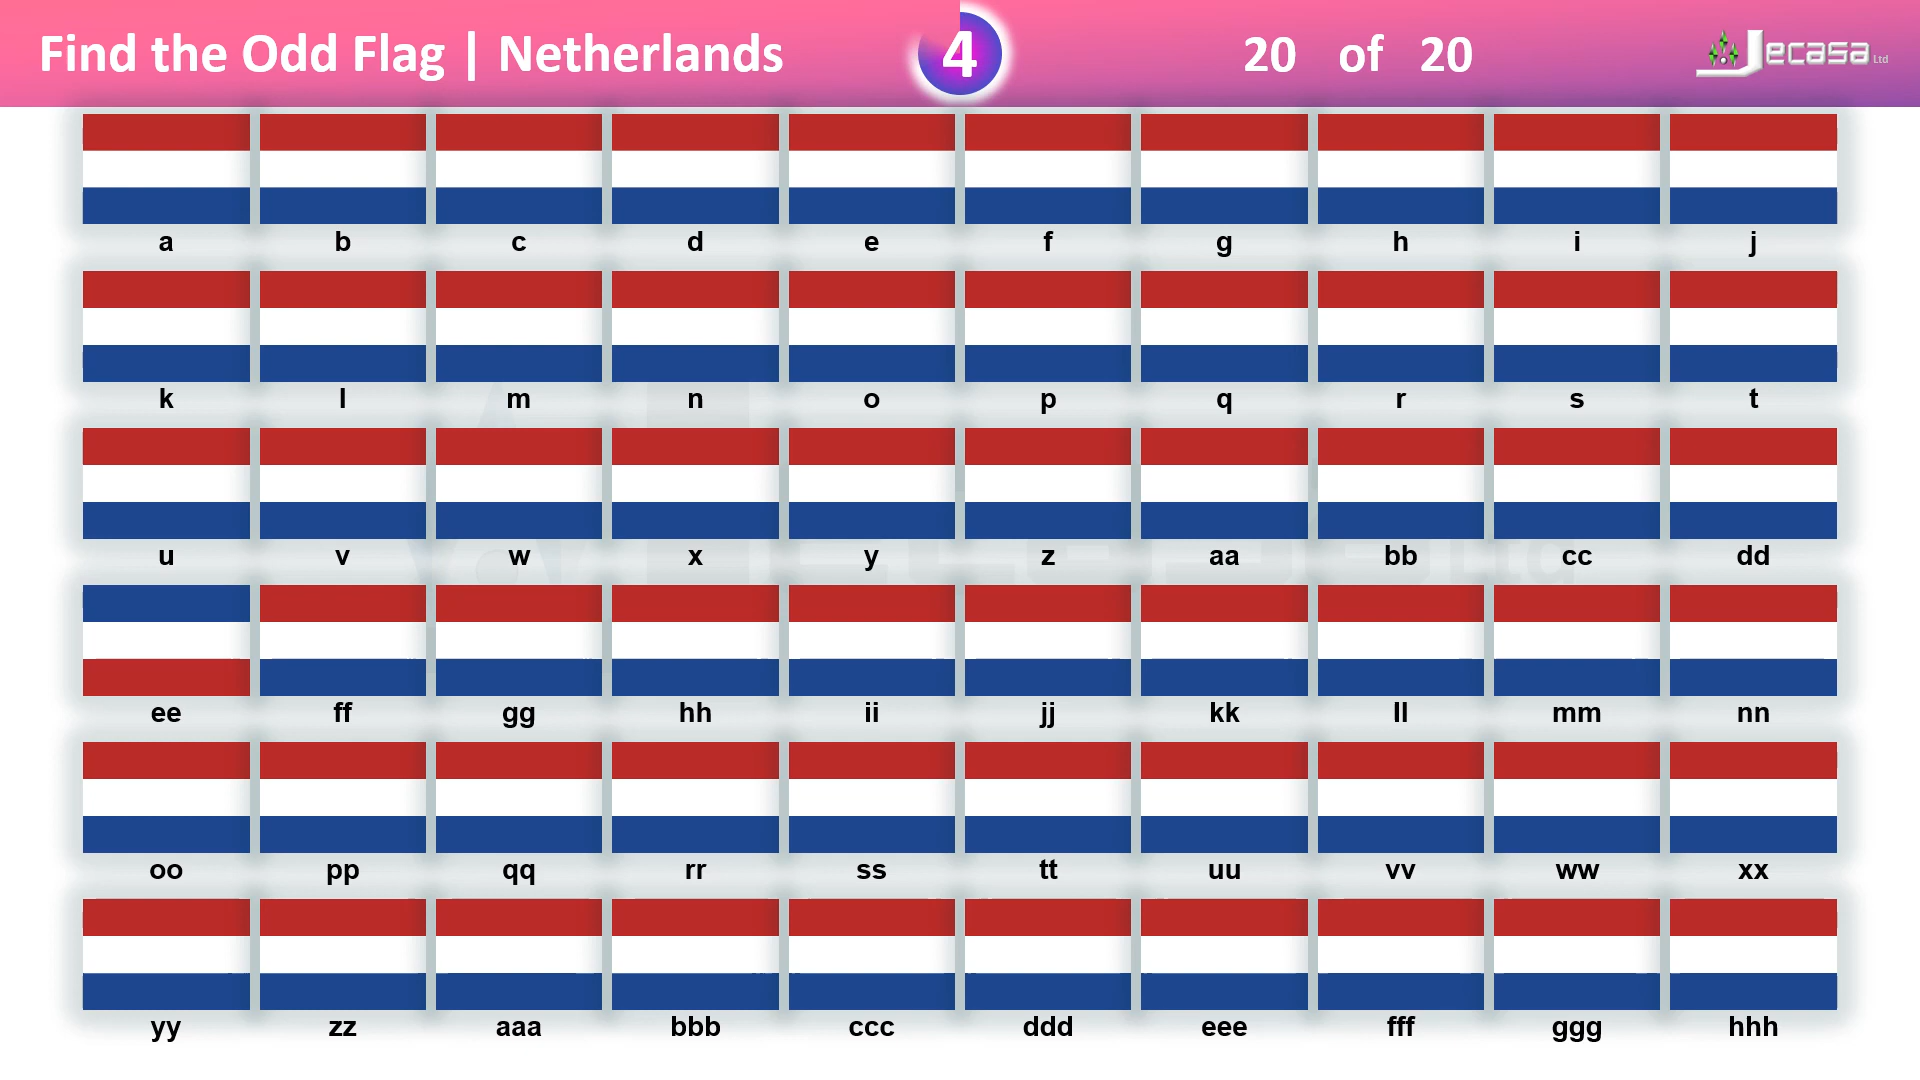 Find the Odd Flag | Netherlands 4 20 of 20 Jecasa Ltd
a b c d e f g h i j
k l m n o p q r s t
u v w x y z aa bb cc dd
ee ff gg hh ii jj kk ll mm nn
oo pp qq rr ss tt uu vv ww xx
yy zz aaa bbb ccc ddd eee fff ggg hhh